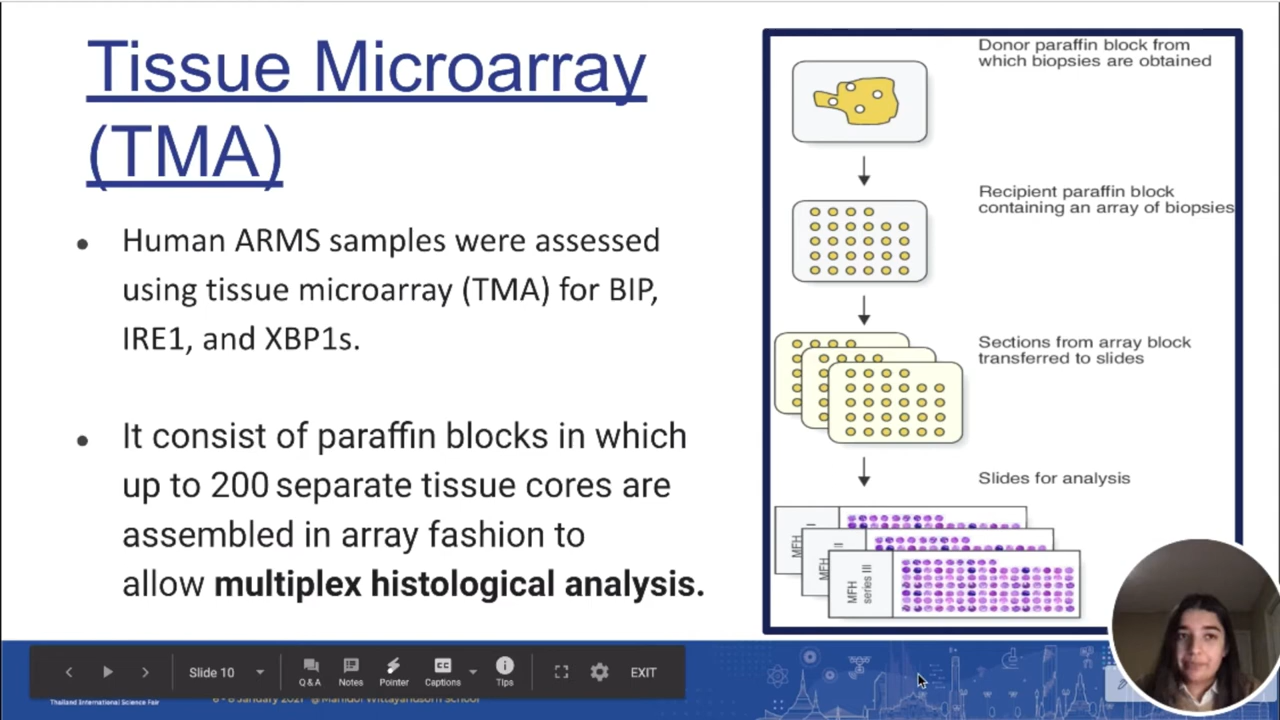 Tissue Microarray
(TMA)
● Human ARMS samples were assessed
using tissue microarray (TMA) for BIP,
IRE1, and XBP1s.
● It consist of paraffin blocks in which
up to 200 separate tissue cores are
assembled in array fashion to
allow multiplex histological analysis.
Donor paraffin block from
which biopsies are obtained
Recipient paraffin block
containing an array of biopsies
Sections from array block
transferred to slides
Slides for analysis
MFH
I
MFH
II
MFH
series III
Slide 10
Q&A
Notes
Pointer
CC
Captions
Tips
EXIT
Thailand International Science Fair
6 - 8 January 2021 @Mahidol Wittayanusorn School